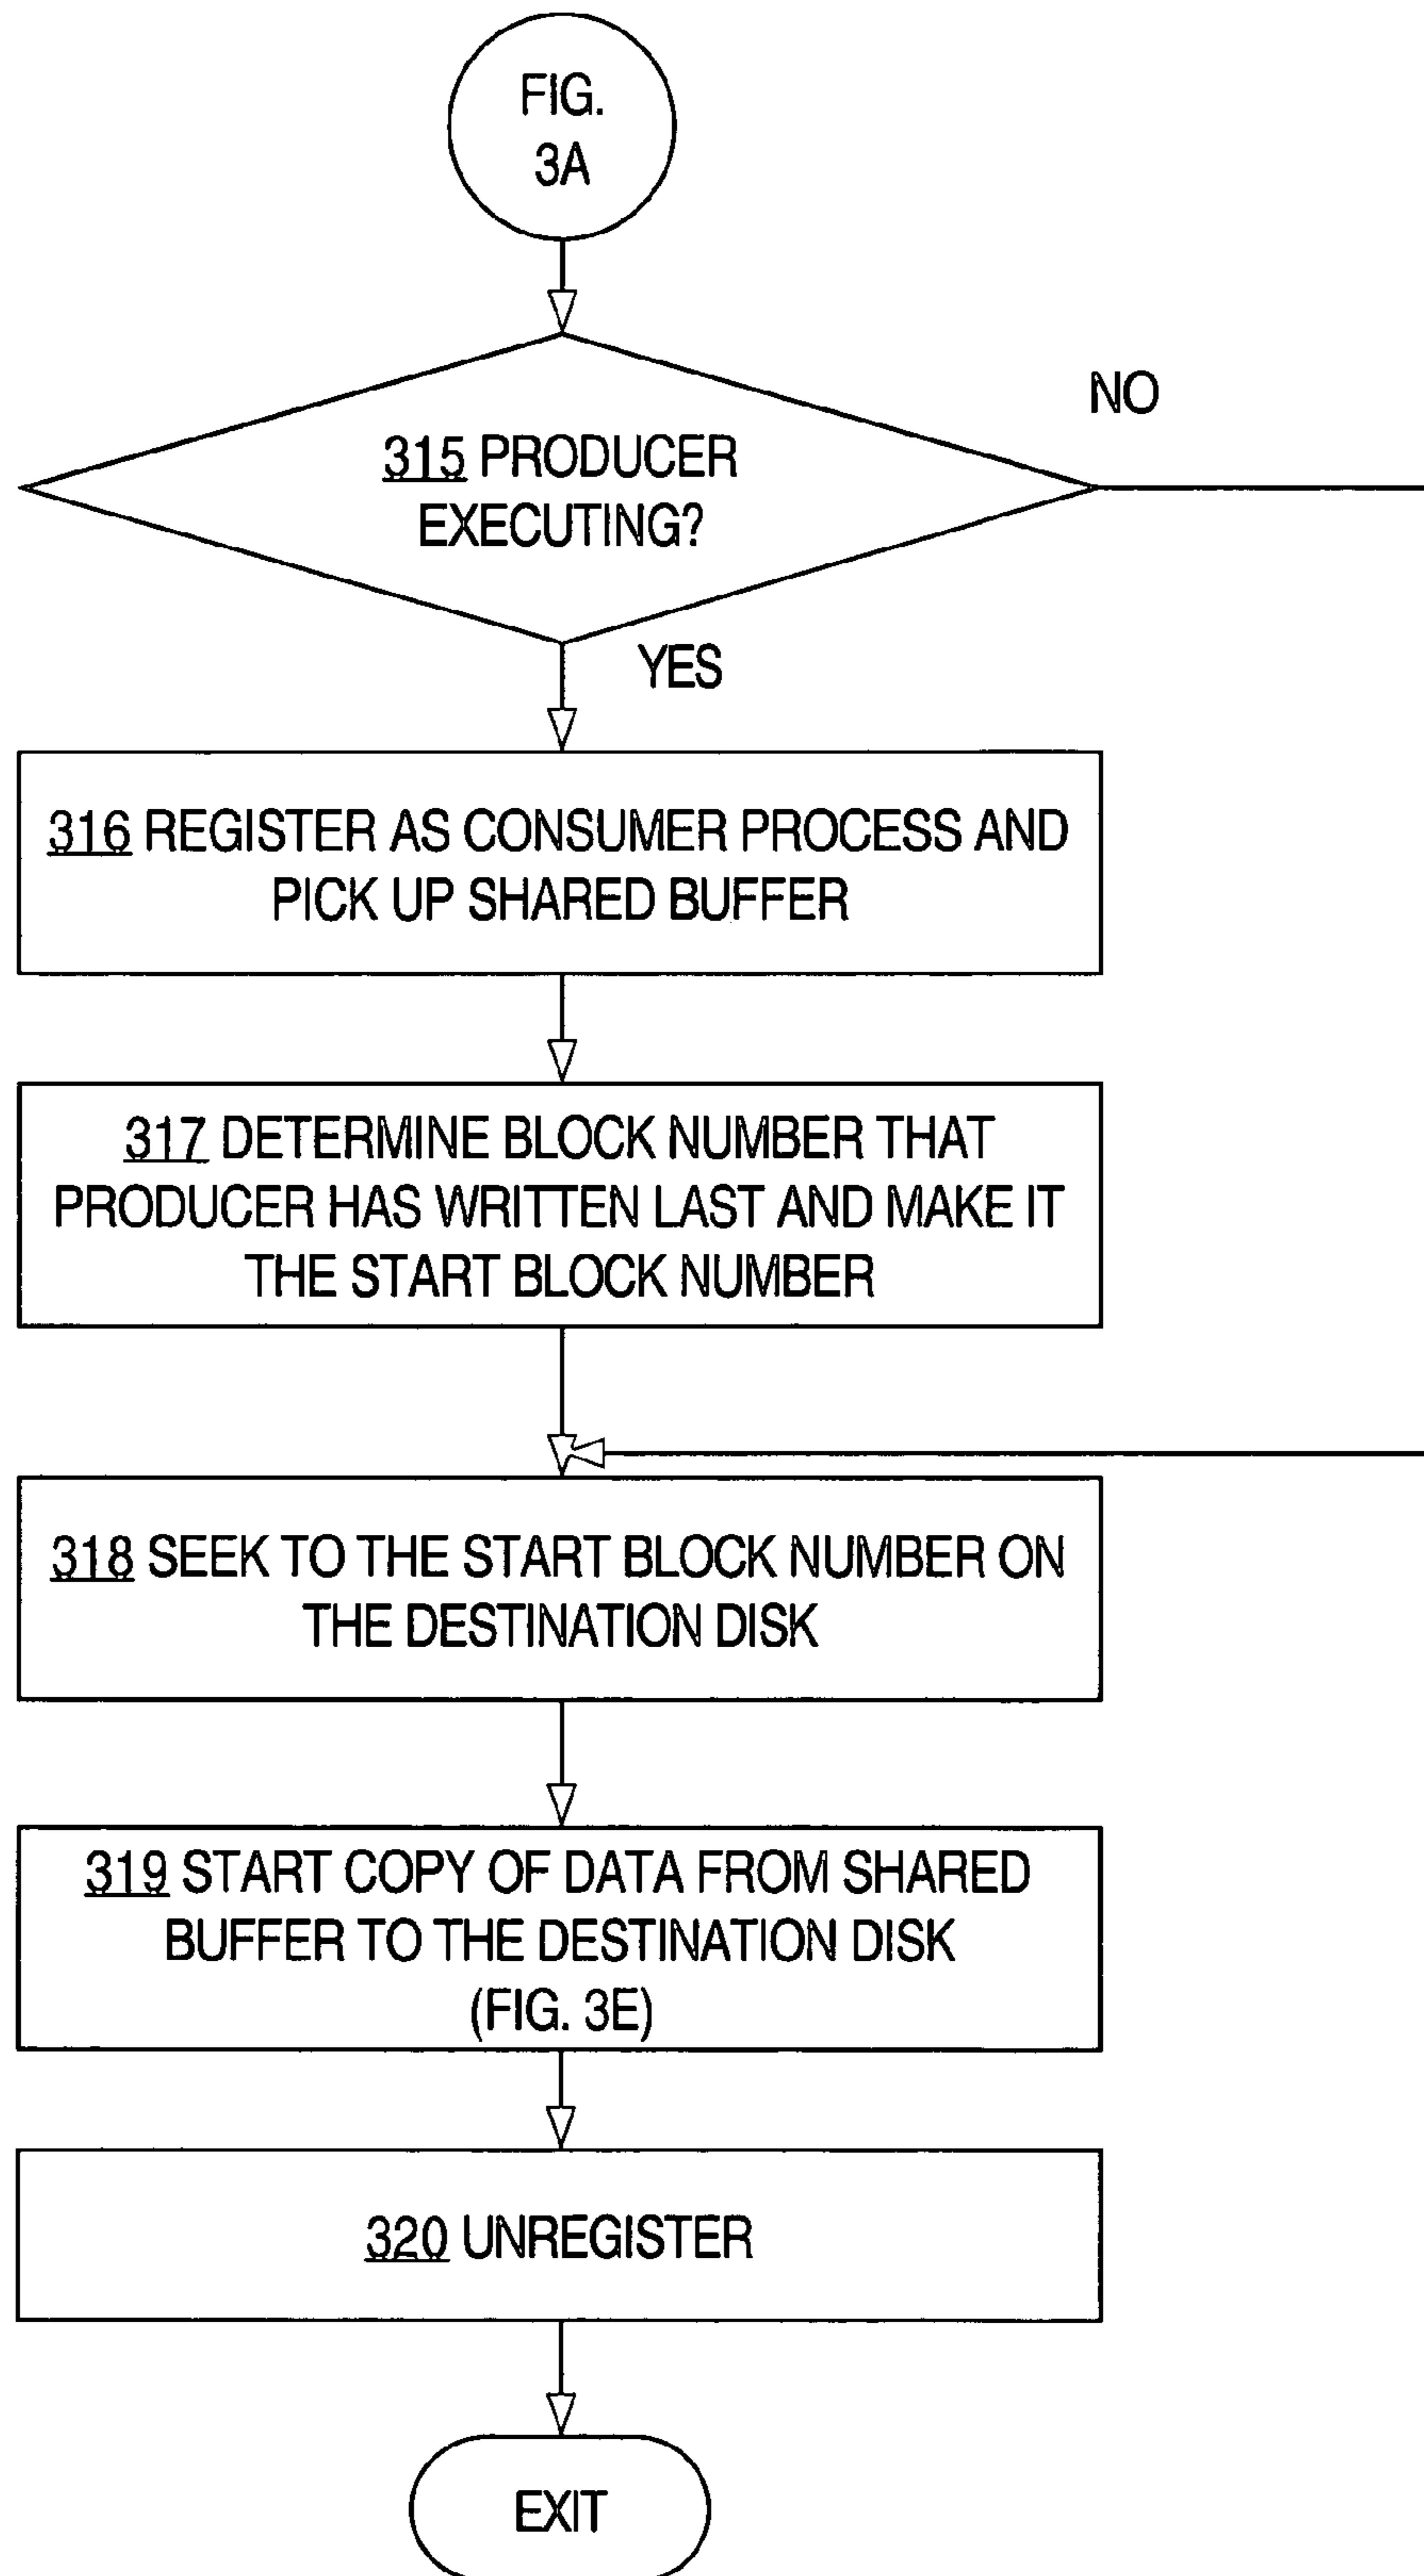 FIG.
3A
NO
315 PRODUCER
EXECUTING?
YES
316 REGISTER AS CONSUMER PROCESS AND
PICK UP SHARED BUFFER
317 DETERMINE BLOCK NUMBER THAT
PRODUCER HAS WRITTEN LAST AND MAKE IT
THE START BLOCK NUMBER
318 SEEK TO THE START BLOCK NUMBER ON
THE DESTINATION DISK
319 START COPY OF DATA FROM SHARED
BUFFER TO THE DESTINATION DISK
(FIG. 3E)
320 UNREGISTER
EXIT